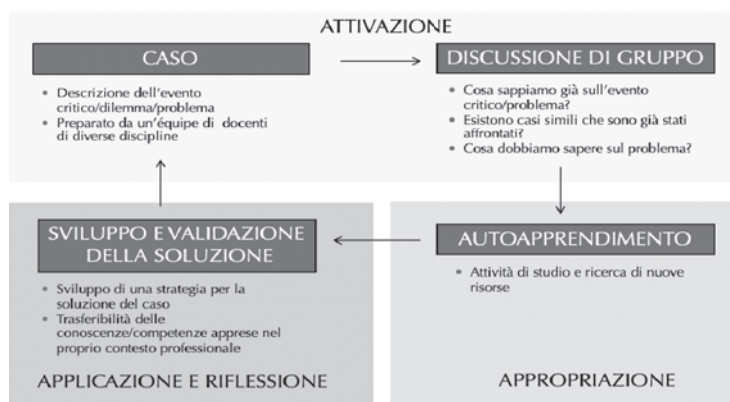 ATTIVAZIONE
CASO
• Descrizione dell'evento
critico/dilemma/problema
• Preparato da un'équipe di docenti
di diverse discipline
DISCUSSIONE DI GRUPPO
• Cosa sappiamo già sull'evento
critico/problema?
• Esistono casi simili che sono già stati
affrontati?
• Cosa dobbiamo sapere sul problema?
AUTOAPPRENDIMENTO
• Attività di studio e ricerca di nuove
risorse
APPROPRIAZIONE
SVILUPPO E VALIDAZIONE
DELLA SOLUZIONE
• Sviluppo di una strategia per la
soluzione del caso
• Trasferibilità delle
conoscenze/competenze apprese nel
proprio contesto professionale
APPLICAZIONE E RIFLESSIONE